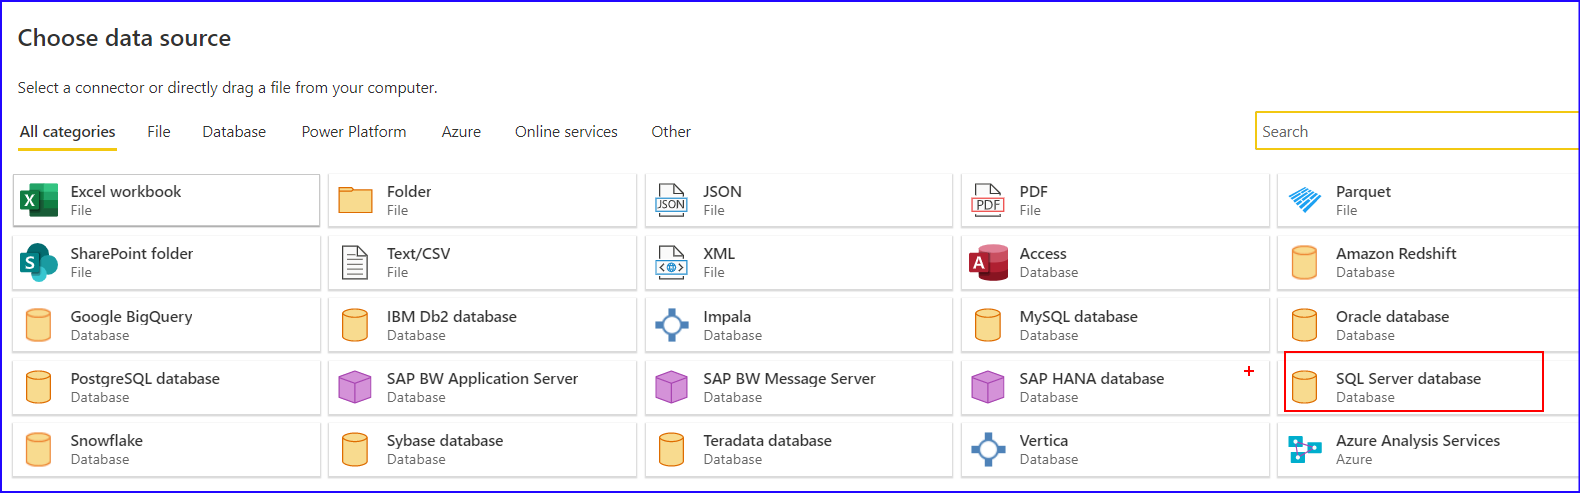 Choose data source
Select a connector or directly drag a file from your computer.
All categories File Database Power Platform Azure Online services Other Search
Excel workbook Folder JSON PDF Parquet
File File JSON File PDF File File
SharePoint folder Text/CSV XML Access Amazon Redshift
File File File Database Database
Google BigQuery IBM Db2 database Impala MySQL database Oracle database
Database Database Database Database Database
PostgreSQL database SAP BW Application Server SAP BW Message Server SAP HANA database SQL Server database
Database Database Database Database Database
Snowflake Sybase database Teradata database Vertica Azure Analysis Services
Database Database Database Database Azure